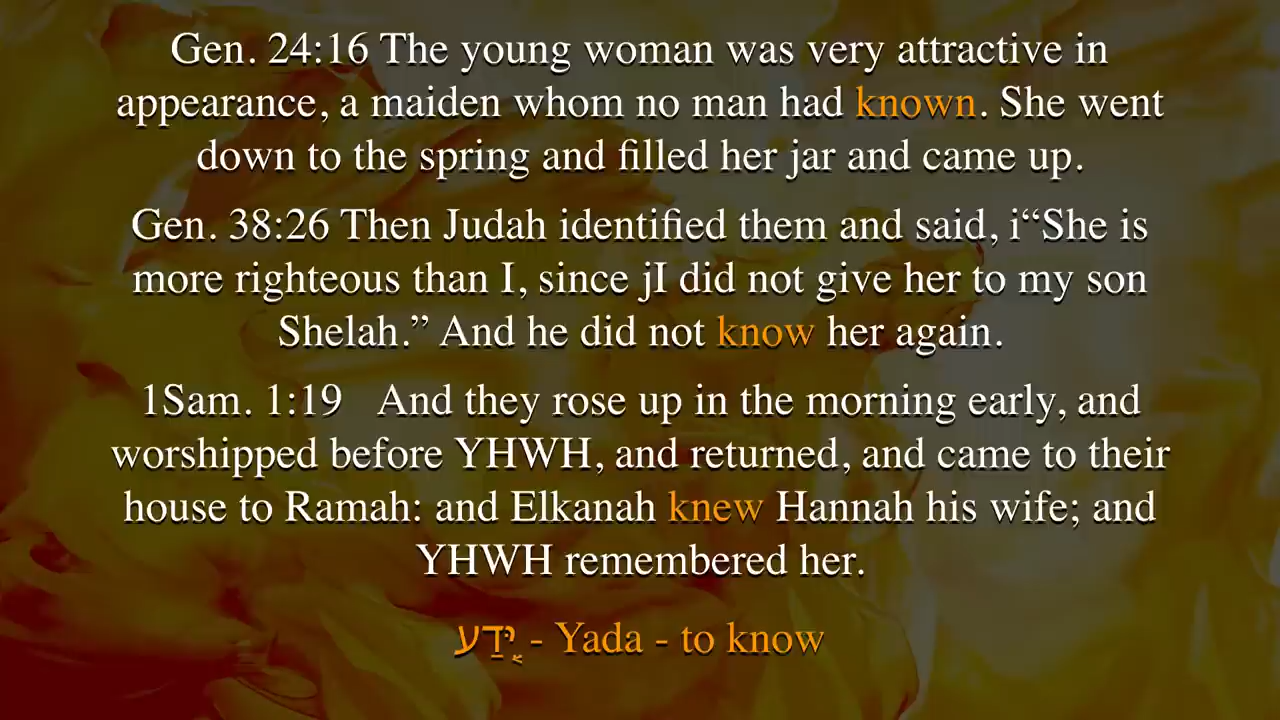 Gen. 24:16 The young woman was very attractive in
appearance, a maiden whom no man had known. She went
down to the spring and filled her jar and came up.
Gen. 38:26 Then Judah identified them and said, i“She is
more righteous than I, since jI did not give her to my son
Shelah.” And he did not know her again.
1Sam. 1:19 And they rose up in the morning early, and
worshipped before YHWH, and returned, and came to their
house to Ramah: and Elkanah knew Hannah his wife; and
YHWH remembered her.
יֵּ֤דַע - Yada - to know